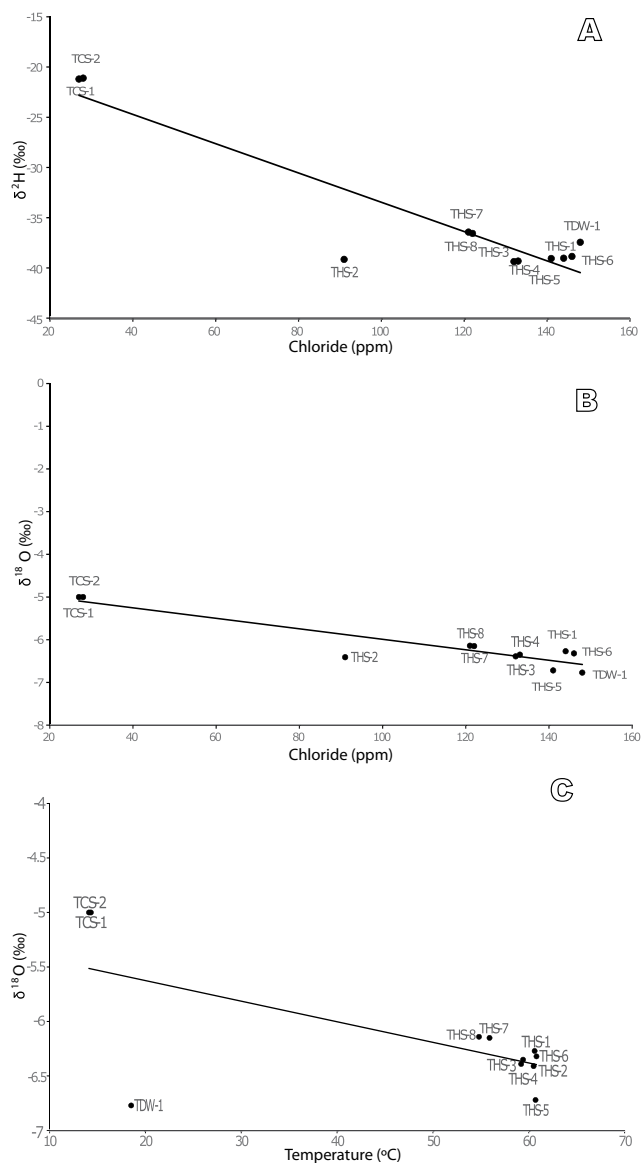 A
-15
-20
-25
-30
-35
-40
-45
δ²H (‰)
TCS-2
TCS-1
THS-7
THS-8
THS-3
THS-4
THS-5
THS-1
TDW-1
THS-6
THS-2
20 40 60 80 100 120 140 160
Chloride (ppm)
B
0
-1
-2
-3
-4
-5
-6
-7
-8
δ¹⁸ O (‰)
TCS-2
TCS-1
THS-2
THS-8
THS-7
THS-4
THS-3
THS-1
THS-6
THS-5
TDW-1
20 40 60 80 100 120 140 160
Chloride (ppm)
C
-4
-4.5
-5
-5.5
-6
-6.5
-7
δ¹⁸O (‰)
TCS-2
TCS-1
THS-8
THS-7
THS-1
THS-6
THS-3
THS-2
THS-4
THS-5
TDW-1
10 20 30 40 50 60 70
Temperature (ºC)